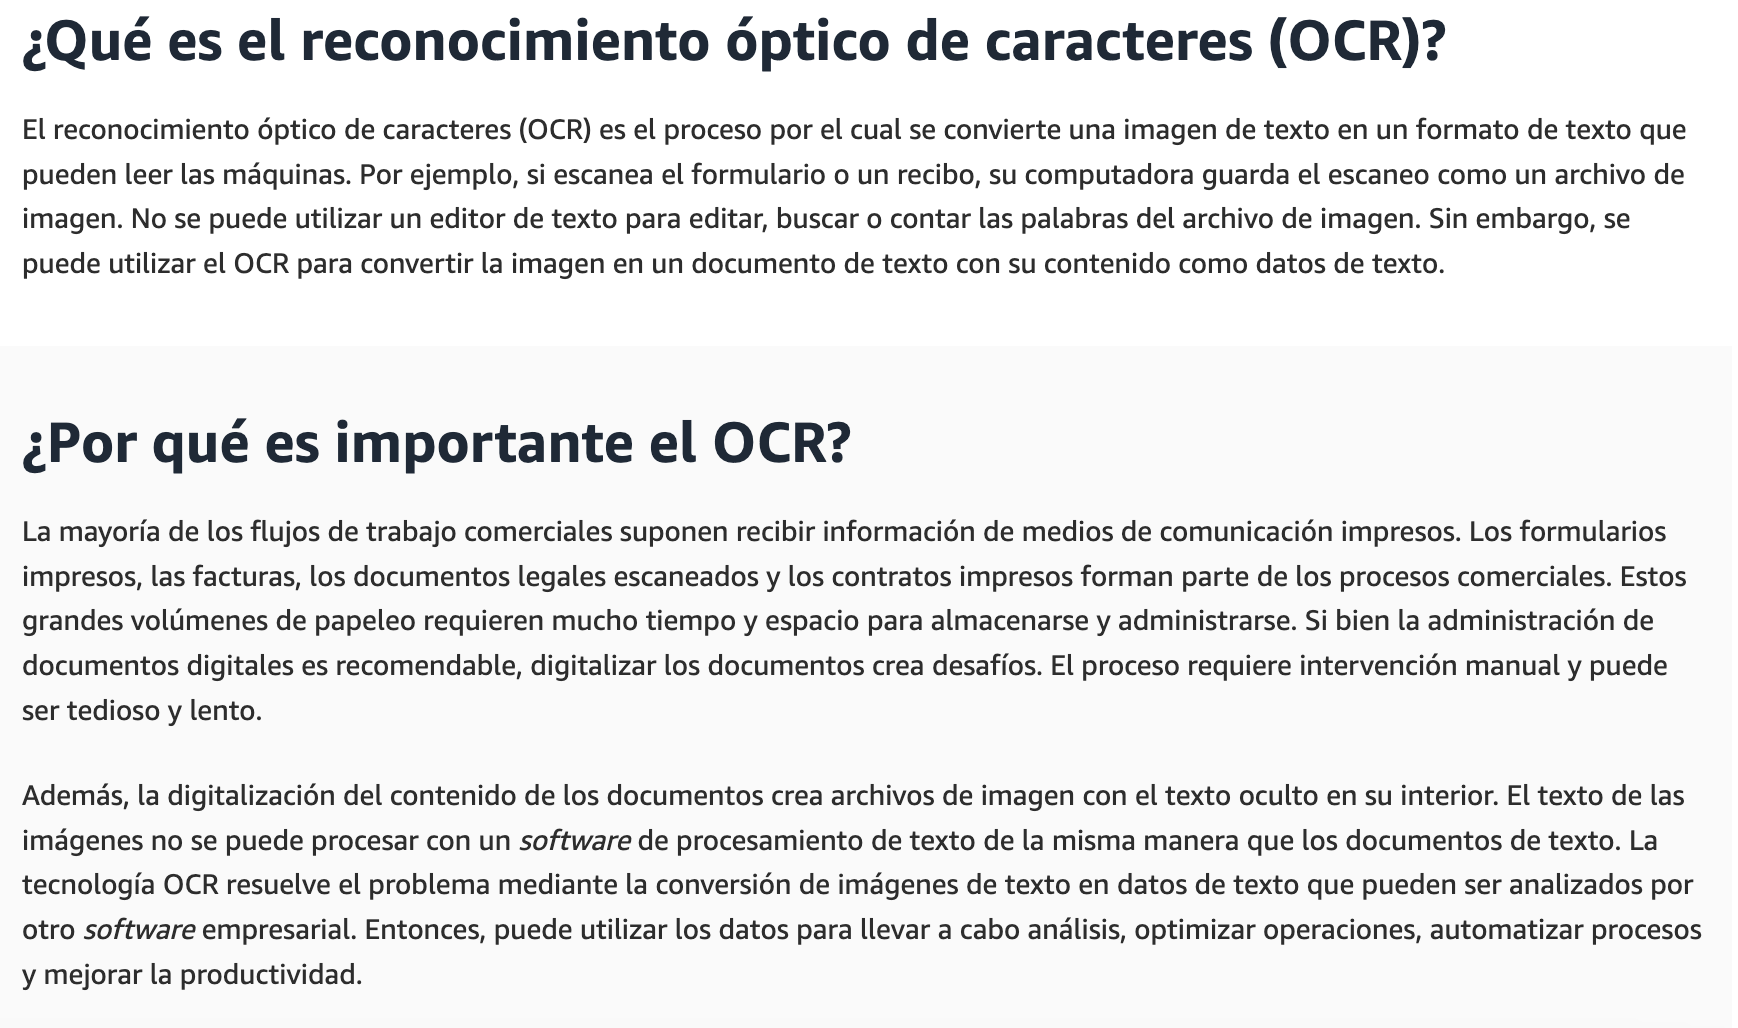 ¿Qué es el reconocimiento óptico de caracteres (OCR)?
El reconocimiento óptico de caracteres (OCR) es el proceso por el cual se convierte una imagen de texto en un formato de texto que
pueden leer las máquinas. Por ejemplo, si escanea el formulario o un recibo, su computadora guarda el escaneo como un archivo de
imagen. No se puede utilizar un editor de texto para editar, buscar o contar las palabras del archivo de imagen. Sin embargo, se
puede utilizar el OCR para convertir la imagen en un documento de texto con su contenido como datos de texto.
¿Por qué es importante el OCR?
La mayoría de los flujos de trabajo comerciales suponen recibir información de medios de comunicación impresos. Los formularios
impresos, las facturas, los documentos legales escaneados y los contratos impresos forman parte de los procesos comerciales. Estos
grandes volúmenes de papeleo requieren mucho tiempo y espacio para almacenarse y administrarse. Si bien la administración de
documentos digitales es recomendable, digitalizar los documentos crea desafíos. El proceso requiere intervención manual y puede
ser tedioso y lento.
Además, la digitalización del contenido de los documentos crea archivos de imagen con el texto oculto en su interior. El texto de las
imágenes no se puede procesar con un software de procesamiento de texto de la misma manera que los documentos de texto. La
tecnología OCR resuelve el problema mediante la conversión de imágenes de texto en datos de texto que pueden ser analizados por
otro software empresarial. Entonces, puede utilizar los datos para llevar a cabo análisis, optimizar operaciones, automatizar procesos
y mejorar la productividad.